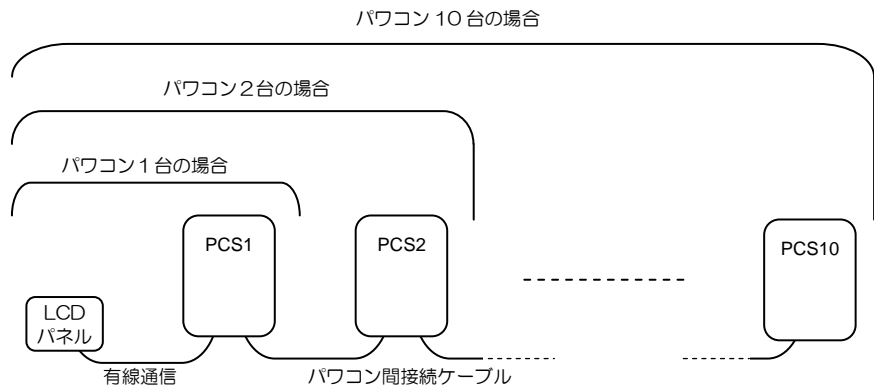 パワコン 10 台の場合
パワコン2台の場合
パワコン1台の場合
PCS1
PCS2
PCS10
LCD
パネル
有線通信
パワコン間接続ケーブル